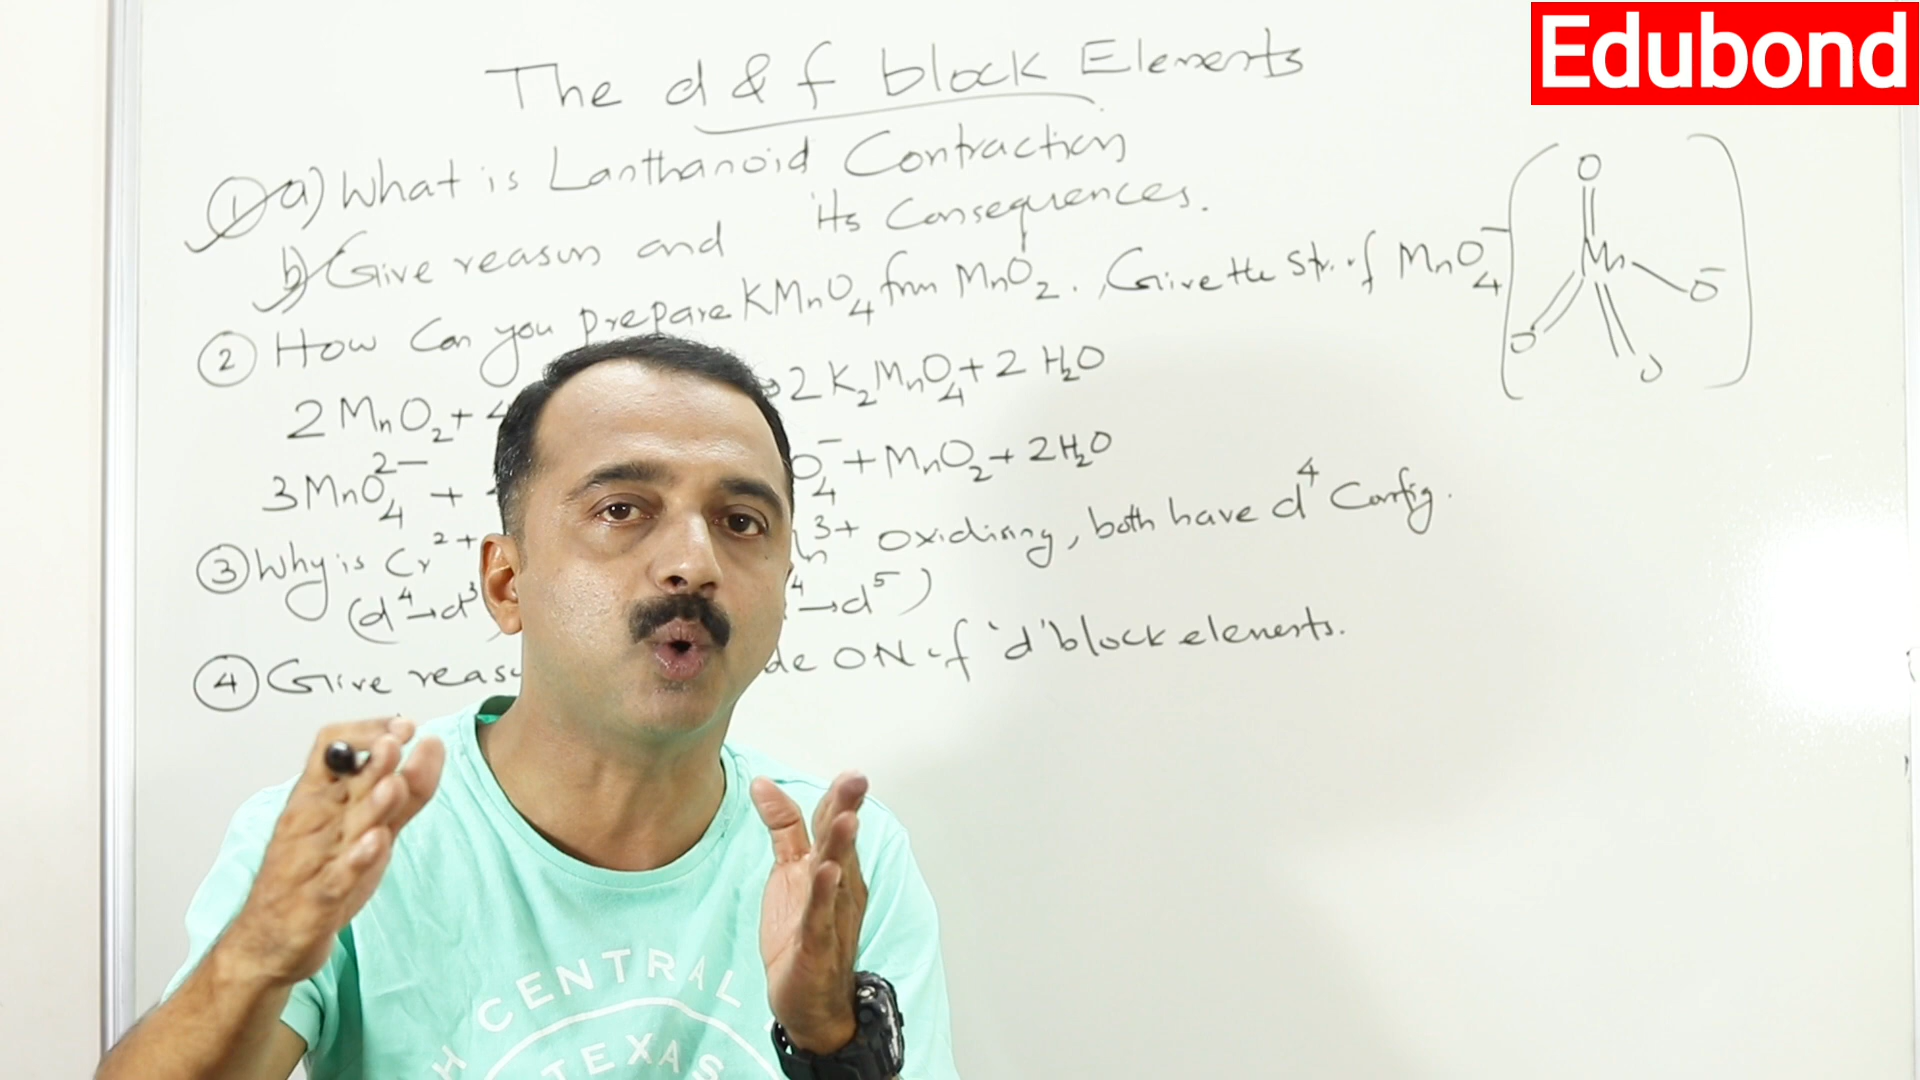 Edubond
The d & f block Elements
① a) What is Lanthanoid Contraction
b) Give reason and its Consequences.
② How Can you prepare KMnO₄ from MnO₂. Give the str. of MnO₄⁻
2MnO₂ + 4 → 2K₂MnO₄ + 2H₂O
3MnO₄²⁻ + O₄⁻ + MnO₂ + 2H₂O
③ Why is Cr²⁺ n³⁺ oxidising, both have d⁴ Config.
(d⁴→d³ ⁴→d⁵)
④ Give reas de ON of 'd' block elements.
O
Mn
O⁻
O
O
CENTRAL
TEXAS